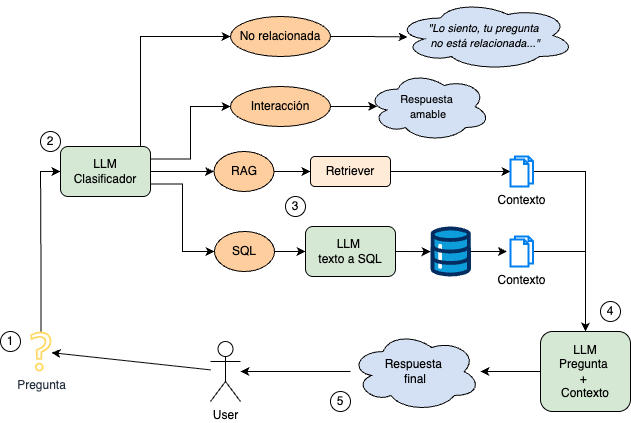 No relacionada
"Lo siento, tu pregunta
no está relacionada..."
Interacción
Respuesta
amable
2
LLM
Clasificador
RAG
Retriever
Contexto
3
SQL
LLM
texto a SQL
Contexto
1
Pregunta
User
5
Respuesta
final
4
LLM
Pregunta
+
Contexto